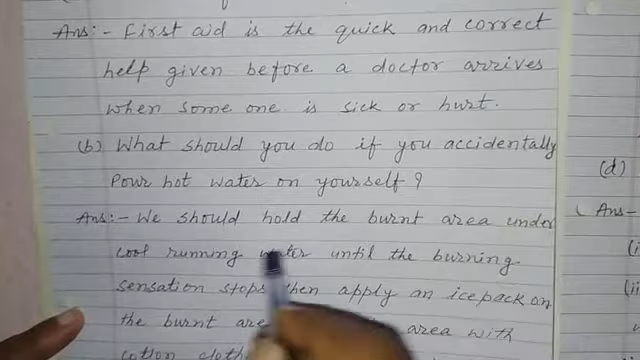 Ans:- First aid is the quick and correct
help given before a doctor arrives
when some one is sick or hurt.
(b) What should you do if you accidentally
Pour hot water on yourself?
Ans:- We should hold the burnt area under
cool running water until the burning
sensation stops then apply an icepack on
the burnt area with
cotton cloth
(d)
Ans-
(i
(ii